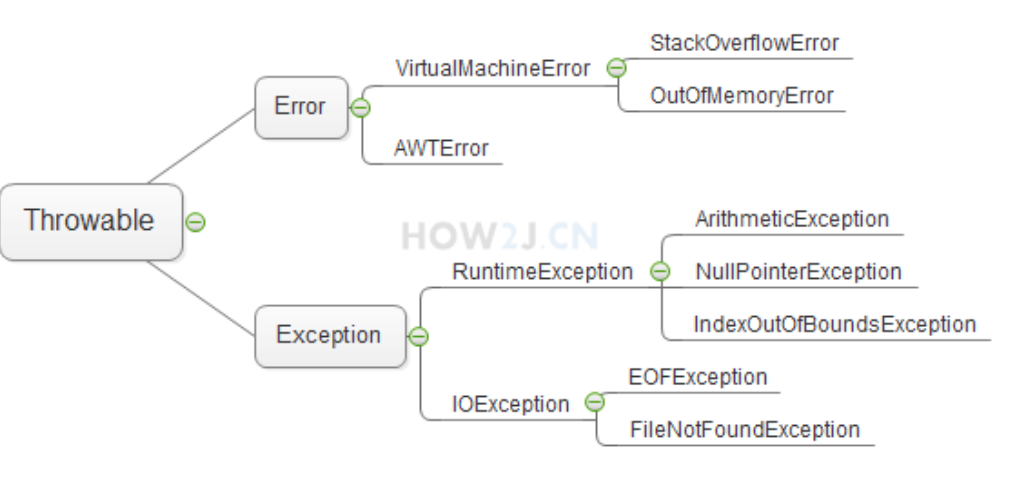 StackOverflowError
VirtualMachineError
OutOfMemoryError
Error
AWTError
Throwable
HOW2J.CN
ArithmeticException
RuntimeException
NullPointerException
IndexOutOfBoundsException
Exception
EOFException
IOException
FileNotFoundException